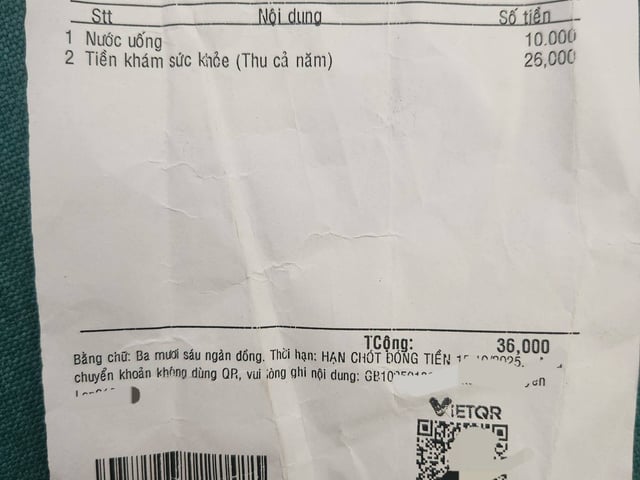 Stt Nội dung Số tiền
1 Nước uống 10.000
2 Tiền khám sức khỏe (Thu cả năm) 26,000
TCộng: 36,000
Bằng chữ: Ba mươi sáu ngàn đồng. Thời hạn: HẠN CHÓT ĐÓNG TIỀN
chuyển khoản không dùng QR, vui lòng ghi nội dung:
VIETQR